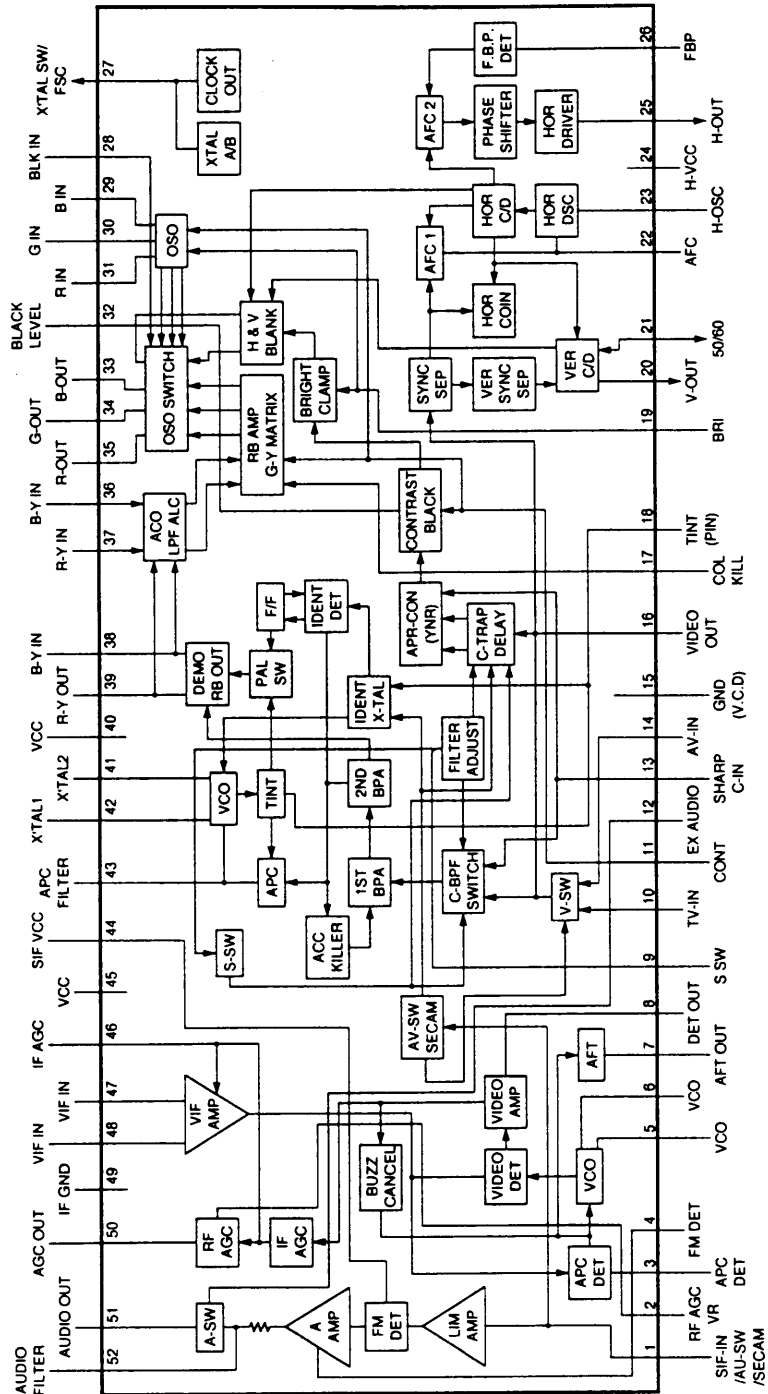 AUDIO
FILTER
AUDIO OUT
AGC OUT
IF GND
VIF IN
VIF IN
IF AGC
VCC
SIF VCC
APC
FILTER
X'TAL1
X'TAL2
VCC
R-Y OUT
B-Y IN
R-Y IN
B-Y IN
R-OUT
G-OUT
B-OUT
BLACK
LEVEL
R IN
G IN
B IN
BLK IN
X'TAL SW/
FSC
52
51
50
49
48
47
46
45
44
43
42
41
40
39
38
37
36
35
34
33
32
31
30
29
28
27
A-SW
RF
AGC
IF
AGC
VIF
AMP
A
AMP
FM
DET
LIM
AMP
BUZZ
CANCEL
VIDEO
DET
VIDEO
AMP
APC
DET
VCO
AFT
AV-SW
SECAM
S-SW
ACC
KILLER
APC
VCO
TINT
1ST
BPA
2ND
BPA
C-BPF
SWITCH
V-SW
FILTER
ADJUST
DEMO
RB OUT
PAL
SW
F/F
IDENT
DET
IDENT
X-TAL
C-TRAP
DELAY
APR-CON
(YNR)
CONTRAST
BLACK
ACO
LPF ALC
OSO SWITCH
OSO
RB AMP
G-Y MATRIX
H & V
BLANK
BRIGHT
CLAMP
XTAL
A/B
CLOCK
OUT
SYNC
SEP
VER
SYNC
SEP
VER
C/D
AFC 1
HOR
COIN
HOR
C/D
HOR
DSC
AFC 2
PHASE
SHIFTER
HOR
DRIVER
F.B.P.
DET
1
2
3
4
5
6
7
8
9
10
11
12
13
14
15
16
17
18
19
20
21
22
23
24
25
26
SIF-IN
/AU-SW
/SECAM
RF AGC
VR
APC
DET
FM DET
VCO
VCO
AFT OUT
DET OUT
S SW
TV-IN
CONT
EX AUDIO
SHARP
C-IN
AV-IN
GND
(V.C.D)
VIDEO
OUT
COL
KILL
TINT
(PIN)
BRI
V-OUT
50/60
AFC
H-OSC
H-VCC
H-OUT
FBP